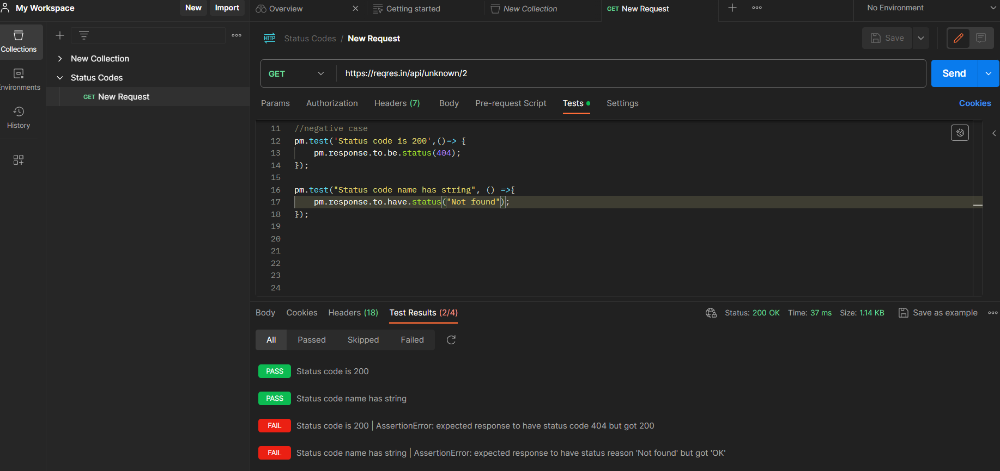 My Workspace
New
Import
Overview
Getting started
New Collection
GET New Request
No Environment
Collections
nvironments
History
New Collection
Status Codes
GET New Request
HTTP
Status Codes / New Request
Save
GET
https://reqres.in/api/unknown/2
Send
Params
Authorization
Headers (7)
Body
Pre-request Script
Tests
Settings
Cookies
11 //negative case
12 pm.test('Status code is 200',()=> {
13 pm.response.to.be.status(404);
14 });
15
16 pm.test("Status code name has string", () =>{
17 pm.response.to.have.status("Not found");
18 });
19
20
21
22
23
24
Body
Cookies
Headers (18)
Test Results (2/4)
Status: 200 OK
Time: 37 ms
Size: 1.14 KB
Save as example
All
Passed
Skipped
Failed
PASS Status code is 200
PASS Status code name has string
FAIL Status code is 200 | AssertionError: expected response to have status code 404 but got 200
FAIL Status code name has string | AssertionError: expected response to have status reason 'Not found' but got 'OK'